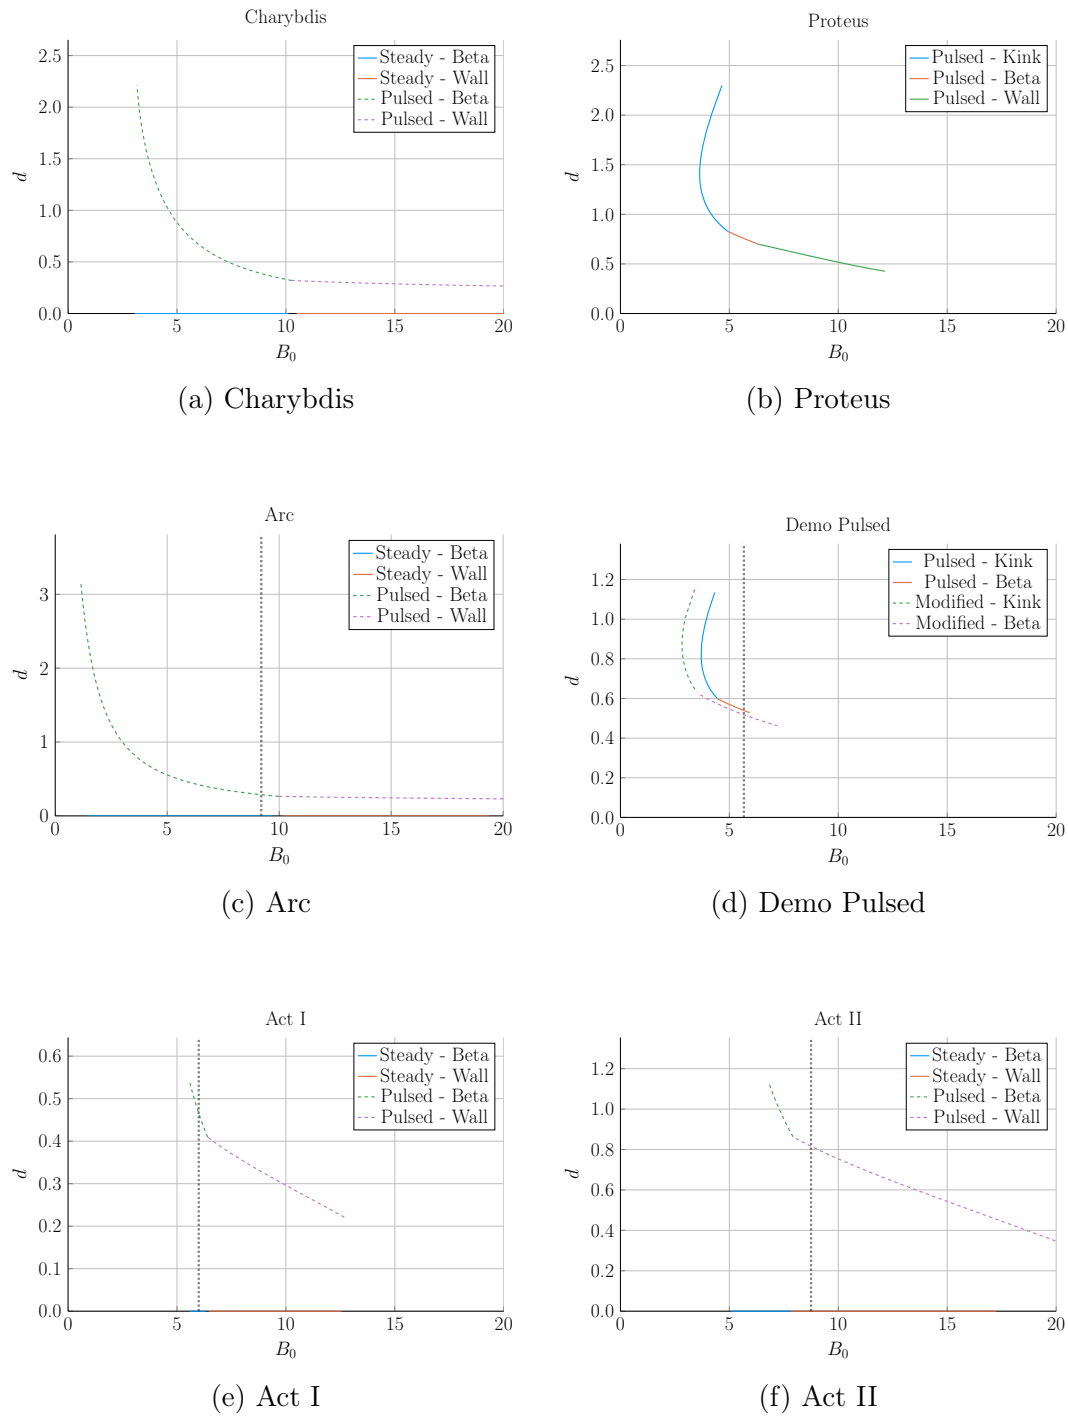 Charybdis
2.5
2.0
1.5
1.0
0.5
0.0
d
0 5 10 15 20
B0
Steady - Beta
Steady - Wall
Pulsed - Beta
Pulsed - Wall
(a) Charybdis
Proteus
2.5
2.0
1.5
1.0
0.5
0.0
d
0 5 10 15 20
B0
Pulsed - Kink
Pulsed - Beta
Pulsed - Wall
(b) Proteus
Arc
3
2
1
0
d
0 5 10 15 20
B0
Steady - Beta
Steady - Wall
Pulsed - Beta
Pulsed - Wall
(c) Arc
Demo Pulsed
1.2
1.0
0.8
0.6
0.4
0.2
0.0
d
0 5 10 15 20
B0
Pulsed - Kink
Pulsed - Beta
Modified - Kink
Modified - Beta
(d) Demo Pulsed
Act I
0.6
0.5
0.4
0.3
0.2
0.1
0.0
d
0 5 10 15 20
B0
Steady - Beta
Steady - Wall
Pulsed - Beta
Pulsed - Wall
(e) Act I
Act II
1.2
1.0
0.8
0.6
0.4
0.2
0.0
d
0 5 10 15 20
B0
Steady - Beta
Steady - Wall
Pulsed - Beta
Pulsed - Wall
(f) Act II